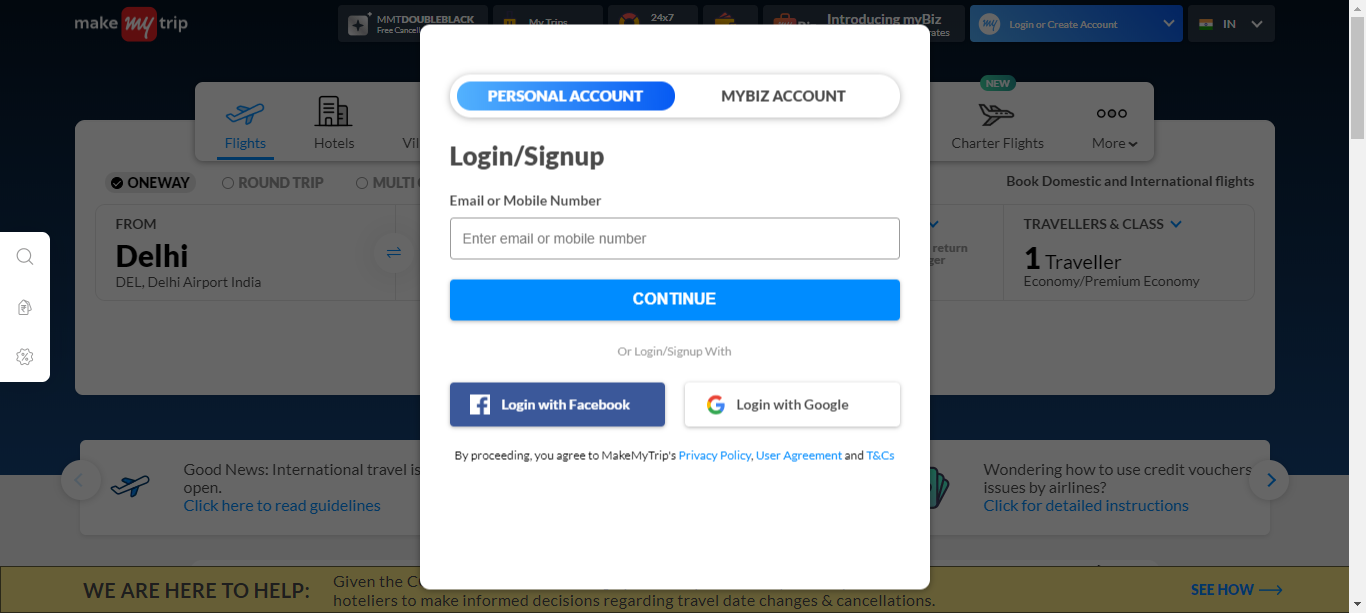 make my trip
MMTDOUBLEBLACK
Free Cancell
My Trips
24x7
Introducing myBiz
rates
my
Login or Create Account
IN
PERSONAL ACCOUNT
MYBIZ ACCOUNT
NEW
Flights
Hotels
Vil
Charter Flights
More
Login/Signup
ONEWAY
ROUND TRIP
MULTI
Book Domestic and International flights
Email or Mobile Number
Enter email or mobile number
FROM
Delhi
DEL, Delhi Airport India
return
ger
TRAVELLERS & CLASS
1 Traveller
Economy/Premium Economy
CONTINUE
Or Login/Signup With
Login with Facebook
Login with Google
By proceeding, you agree to MakeMyTrip's Privacy Policy, User Agreement and T&Cs
Good News: International travel is
open.
Click here to read guidelines
Wondering how to use credit vouchers
issues by airlines?
Click for detailed instructions
WE ARE HERE TO HELP:
Given the C
hoteliers to make informed decisions regarding travel date changes & cancellations.
SEE HOW